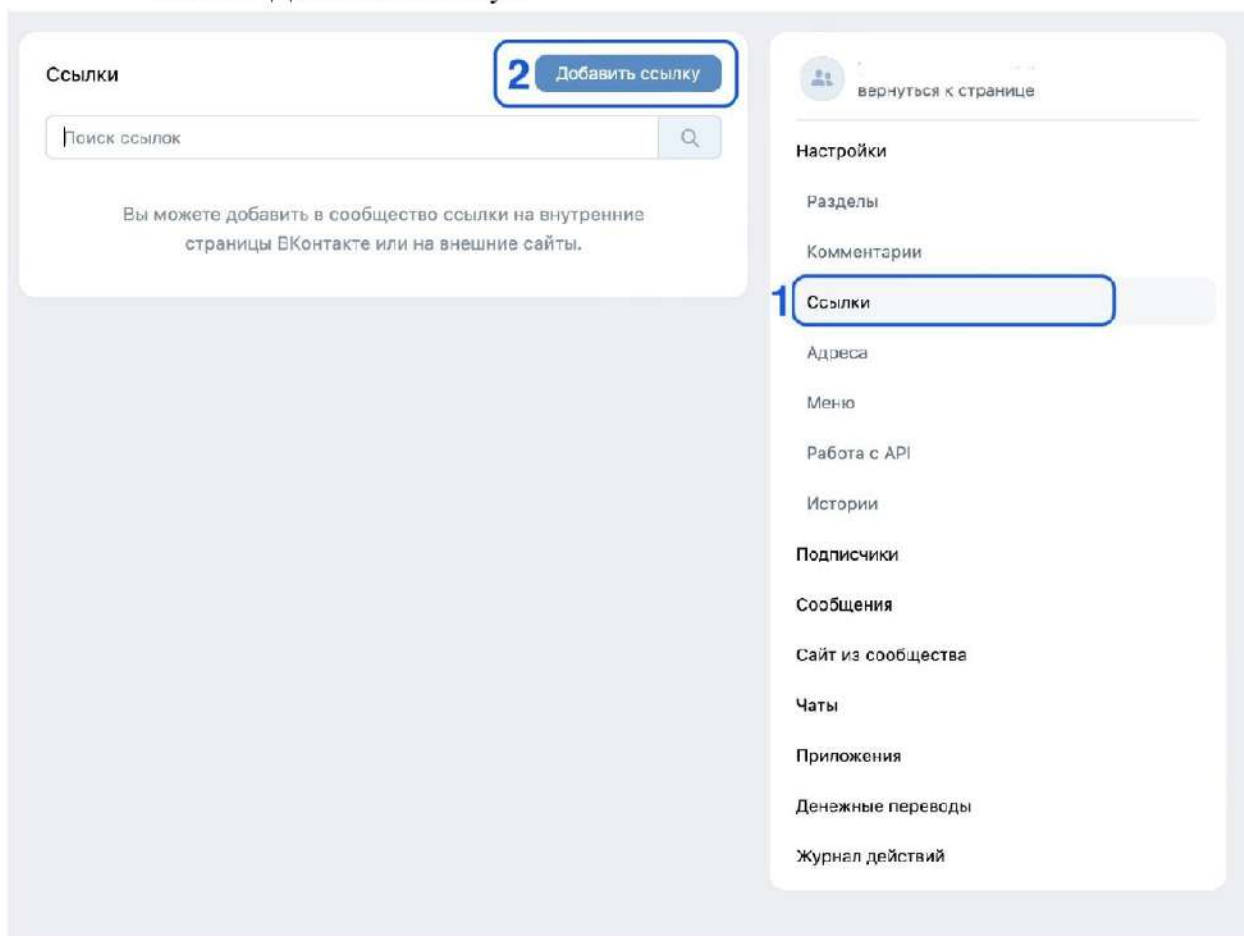 Ссылки
2
Добавить ссылку
Поиск ссылок
Вы можете добавить в сообщество ссылки на внутренние
страницы ВКонтакте или на внешние сайты.
вернуться к странице
Настройки
Разделы
Комментарии
1
Ссылки
Адреса
Меню
Работа с API
Истории
Подписчики
Сообщения
Сайт из сообщества
Чаты
Приложения
Денежные переводы
Журнал действий